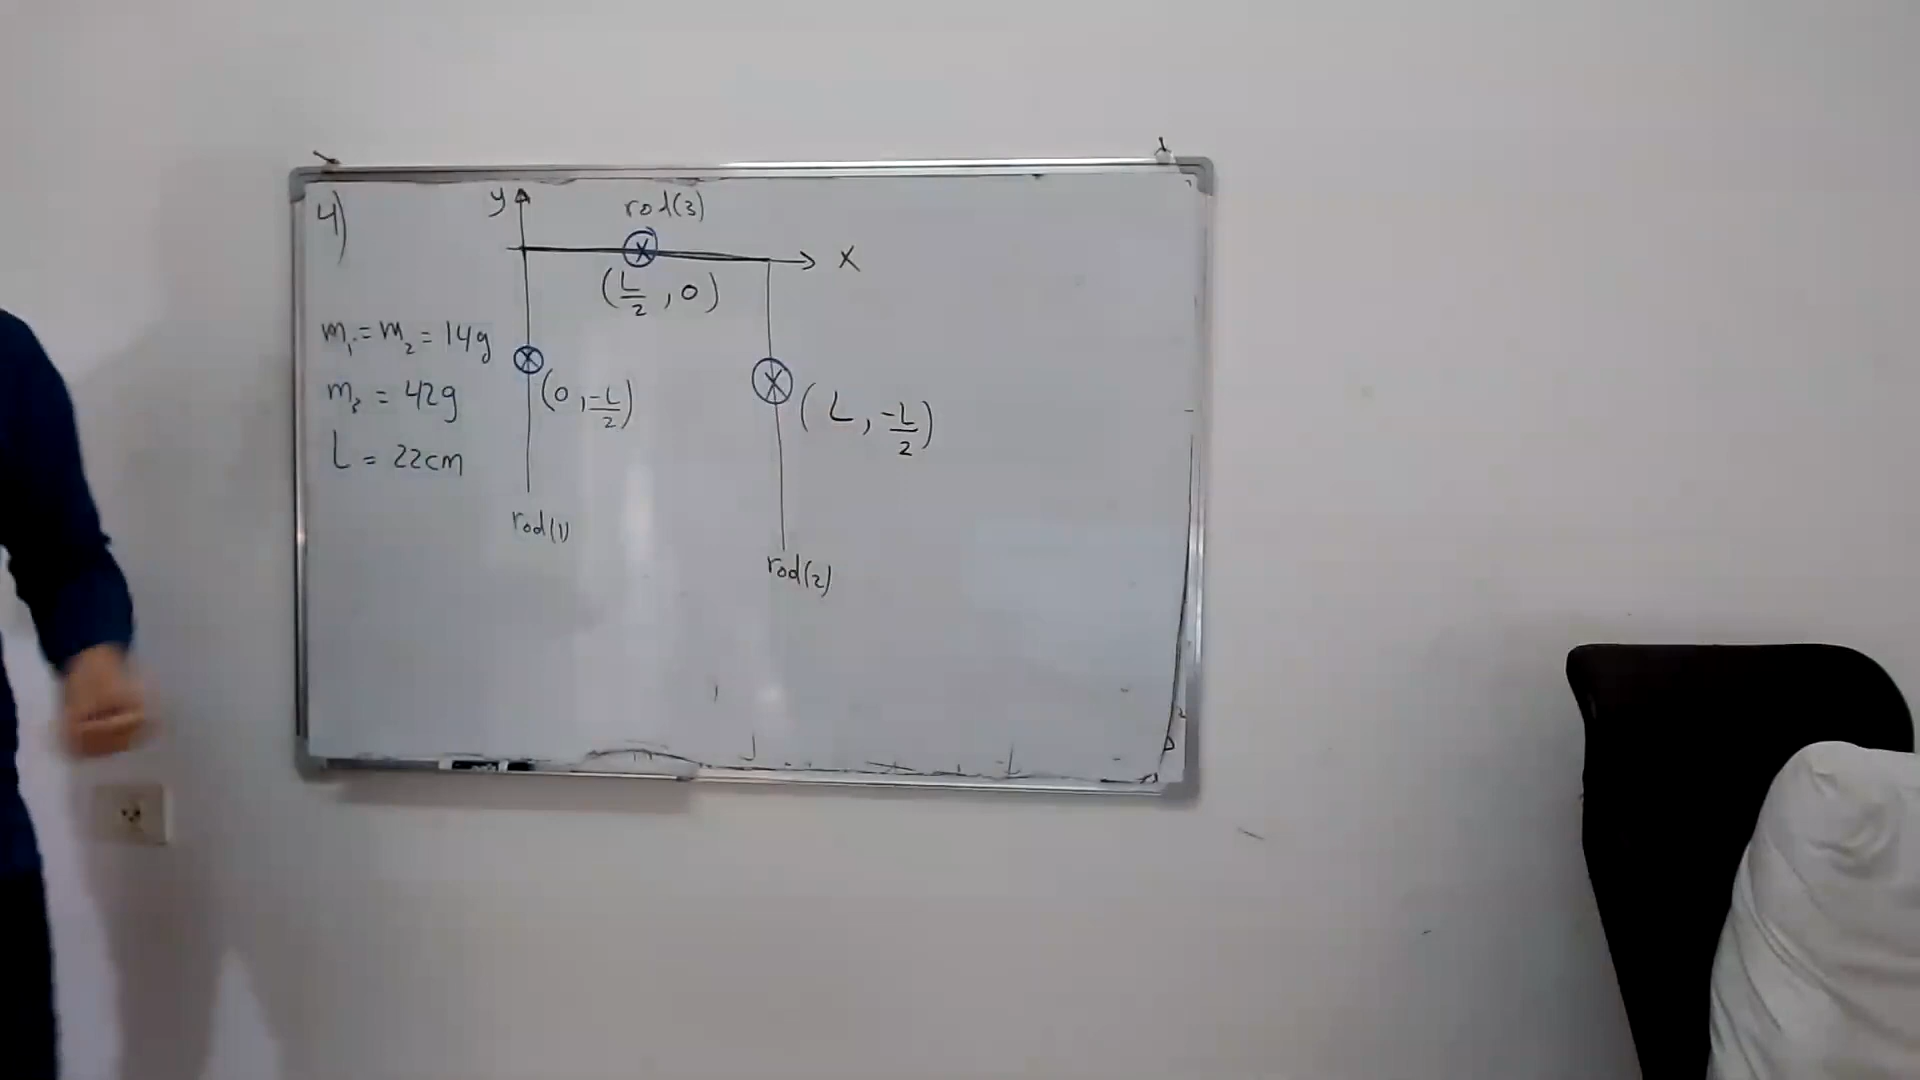 4)
y
rod(3)
x
(L/2, 0)
m₁ = m₂ = 14g
m₃ = 42g
L = 22cm
(0, -L/2)
(L, -L/2)
rod(1)
rod(2)